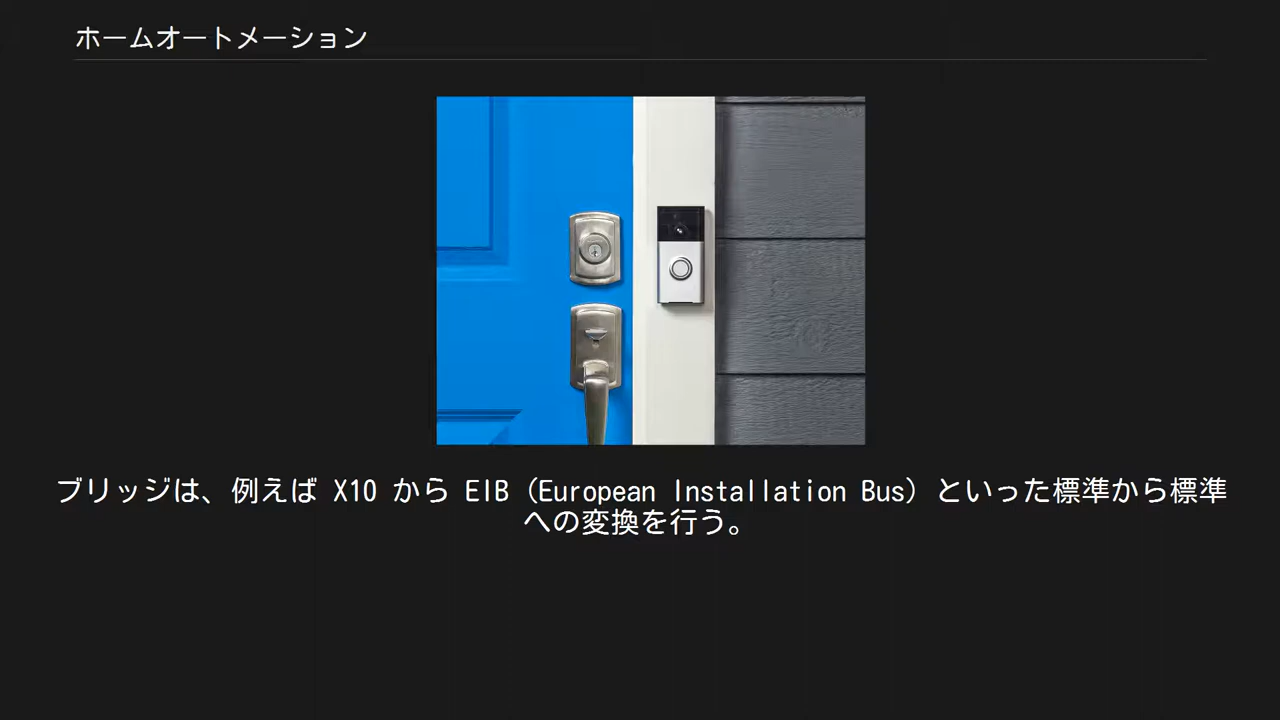 ホームオートメーション
ブリッジは、例えば X10 から EIB（European Installation Bus）といった標準から標準
への変換を行う。